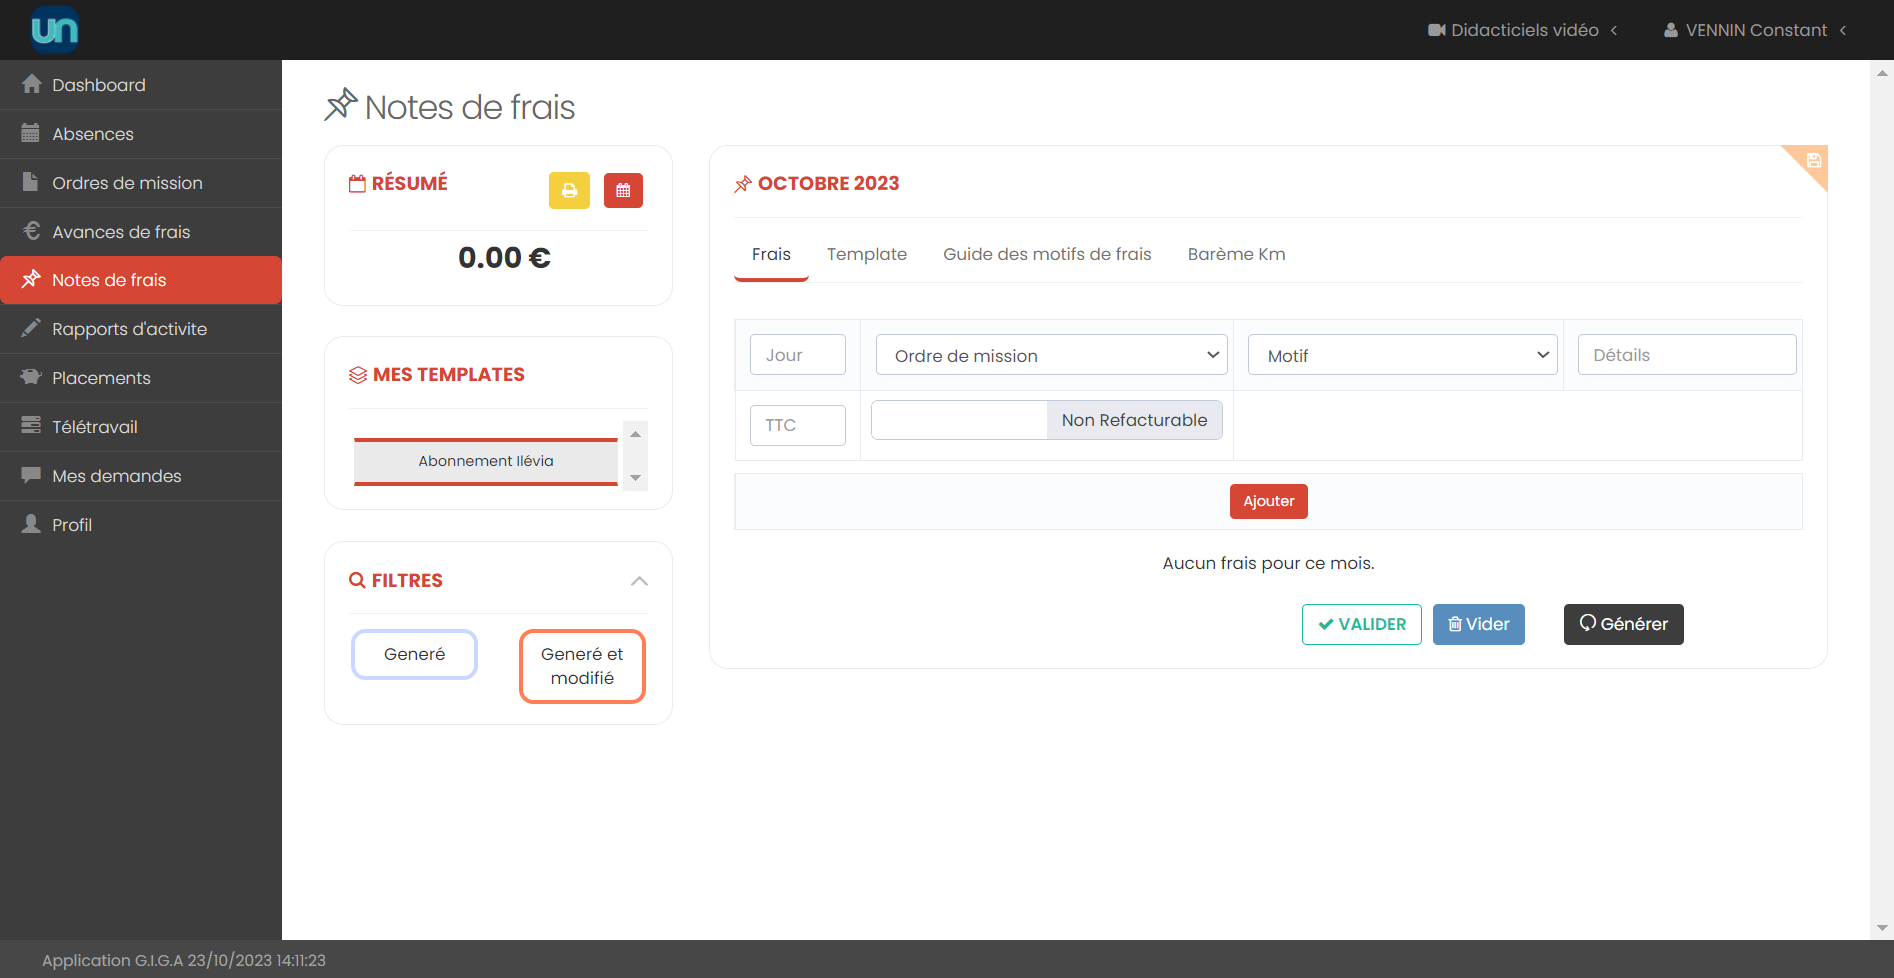 un
Didacticiels vidéo
VENNIN Constant
Dashboard
Absences
Ordres de mission
Avances de frais
Notes de frais
Rapports d'activite
Placements
Télétravail
Mes demandes
Profil
Notes de frais
RÉSUMÉ
0.00 €
MES TEMPLATES
Abonnement Ilévia
FILTRES
Generé
Generé et
modifié
OCTOBRE 2023
Frais
Template
Guide des motifs de frais
Barème Km
Jour
Ordre de mission
Motif
Détails
TTC
Non Refacturable
Ajouter
Aucun frais pour ce mois.
VALIDER
Vider
Générer
Application G.I.G.A 23/10/2023 14:11:23